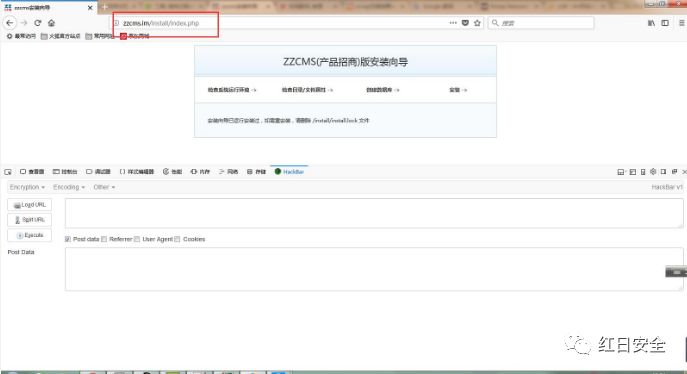 zzcms安装向导
zzcms.im/install/index.php
搜索
最常访问 火狐官方站点 常用网址
ZZCMS(产品招商)版安装向导
检查系统运行环境 -> 检查目录/文件属性 -> 创建数据库 -> 安装 ->
安装向导已运行安装过，如需重安装，请删除 /install/install.lock 文件
查看器 控制台 调试器 {} 样式编辑器 性能 内存 网络 存储 HackBar
Encryption Encoding Other HackBar v1
Load URL
Split URL
Execute
Post data Referrer User Agent Cookies
Post Data
红日安全